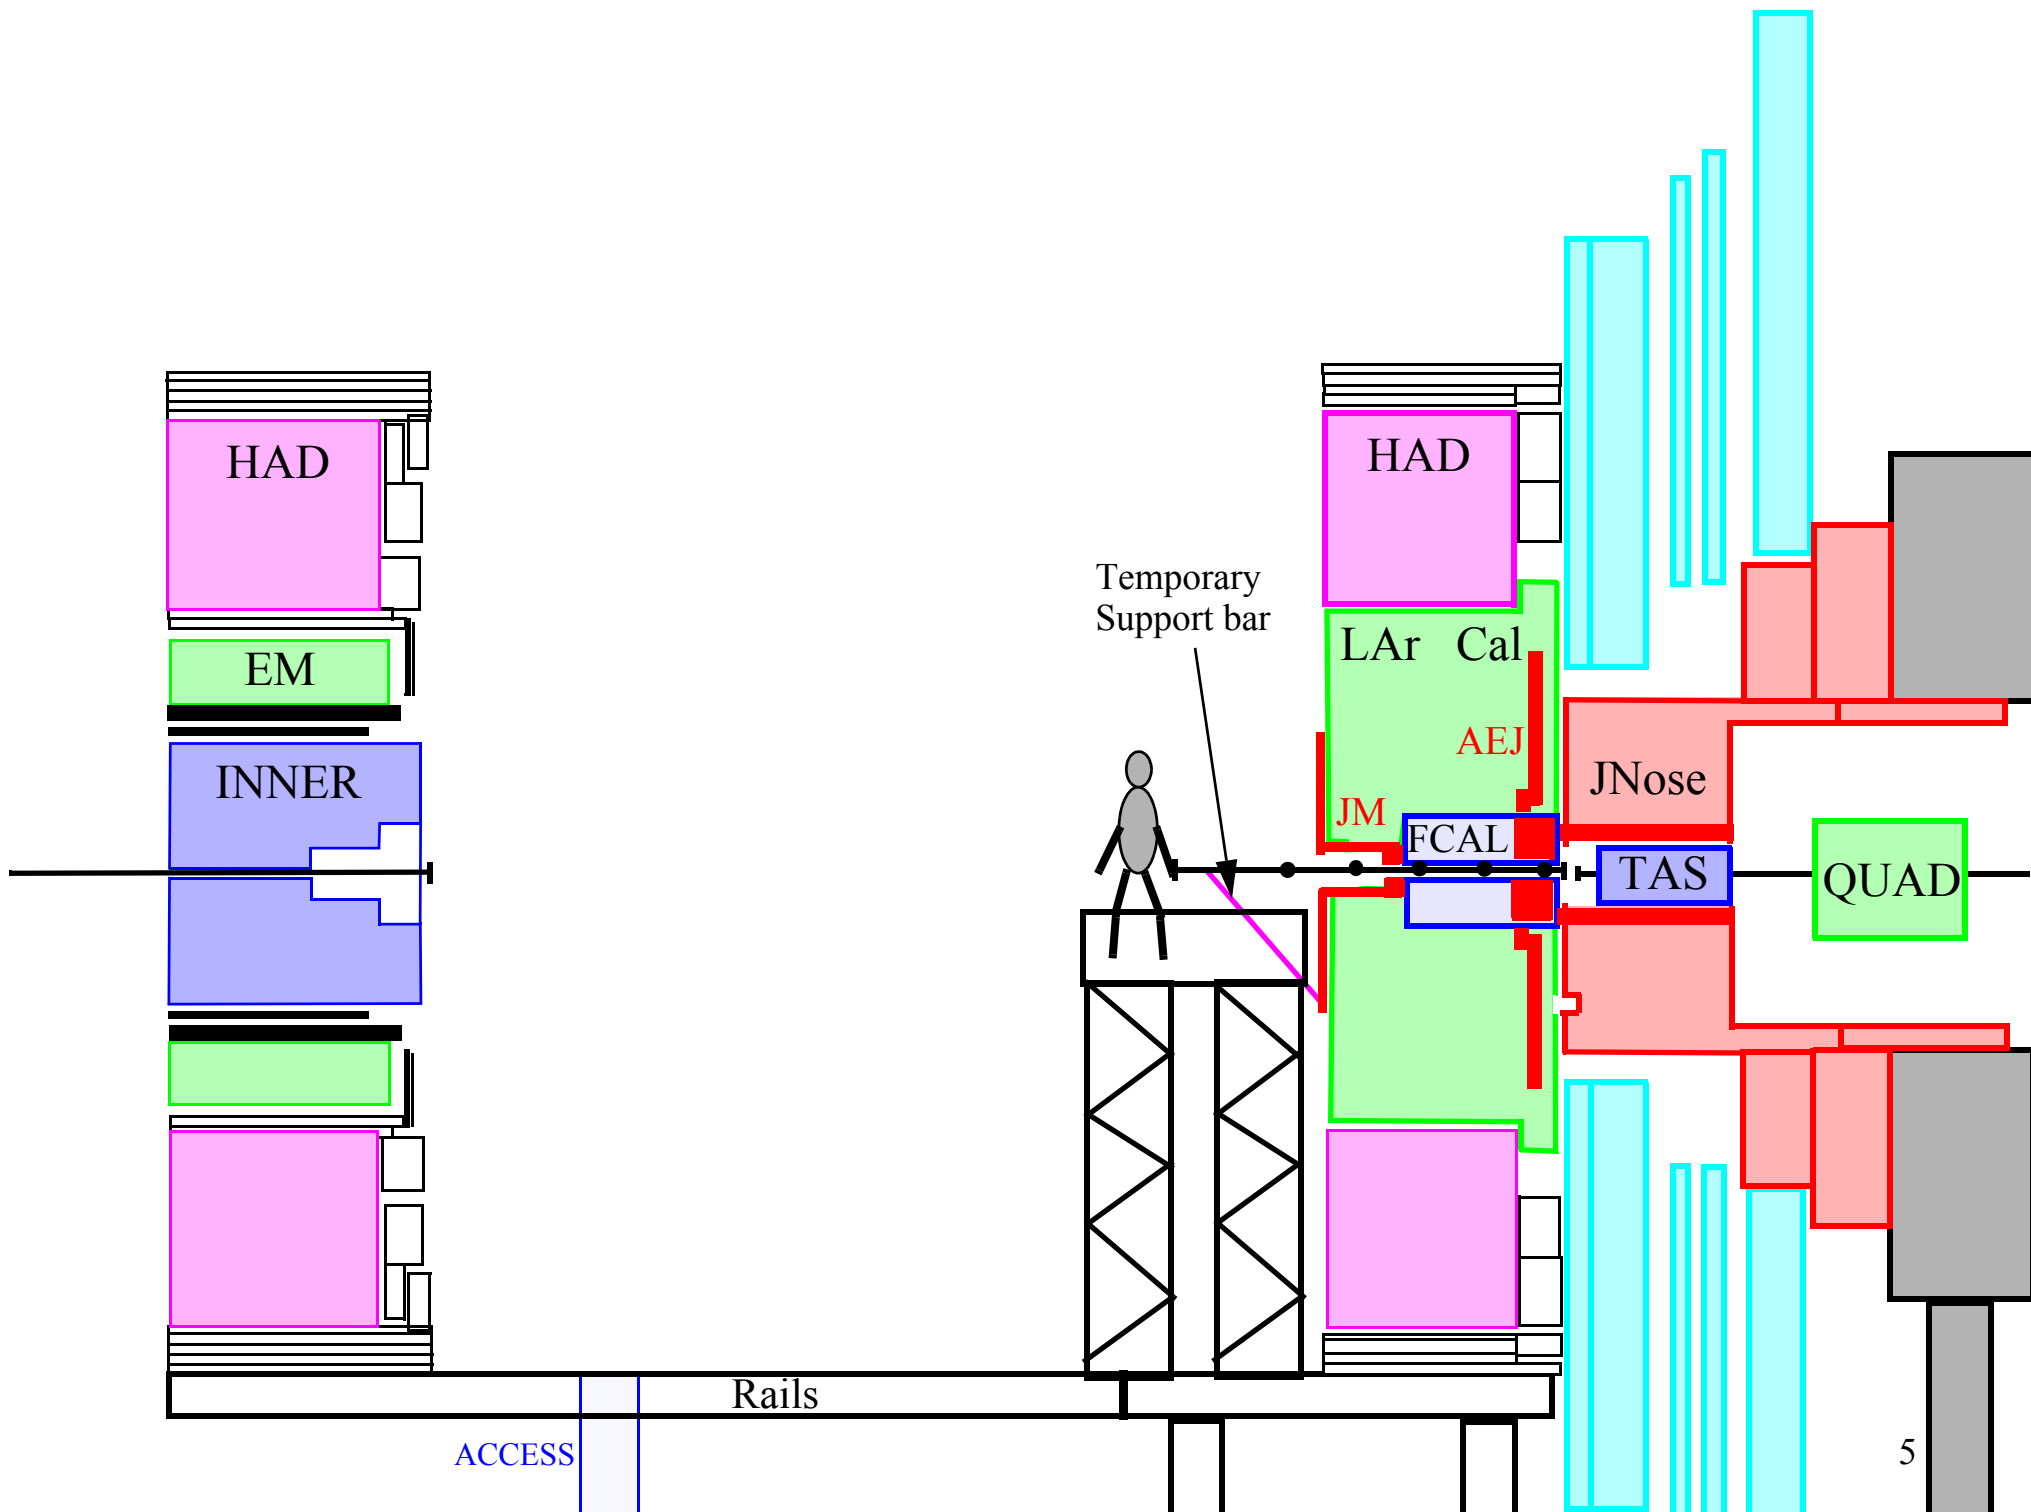 HAD
HAD
Temporary
Support bar
LAr Cal
EM
AEJ
INNER
JNose
JM
FCAL
TAS
QUAD
Rails
ACCESS
5